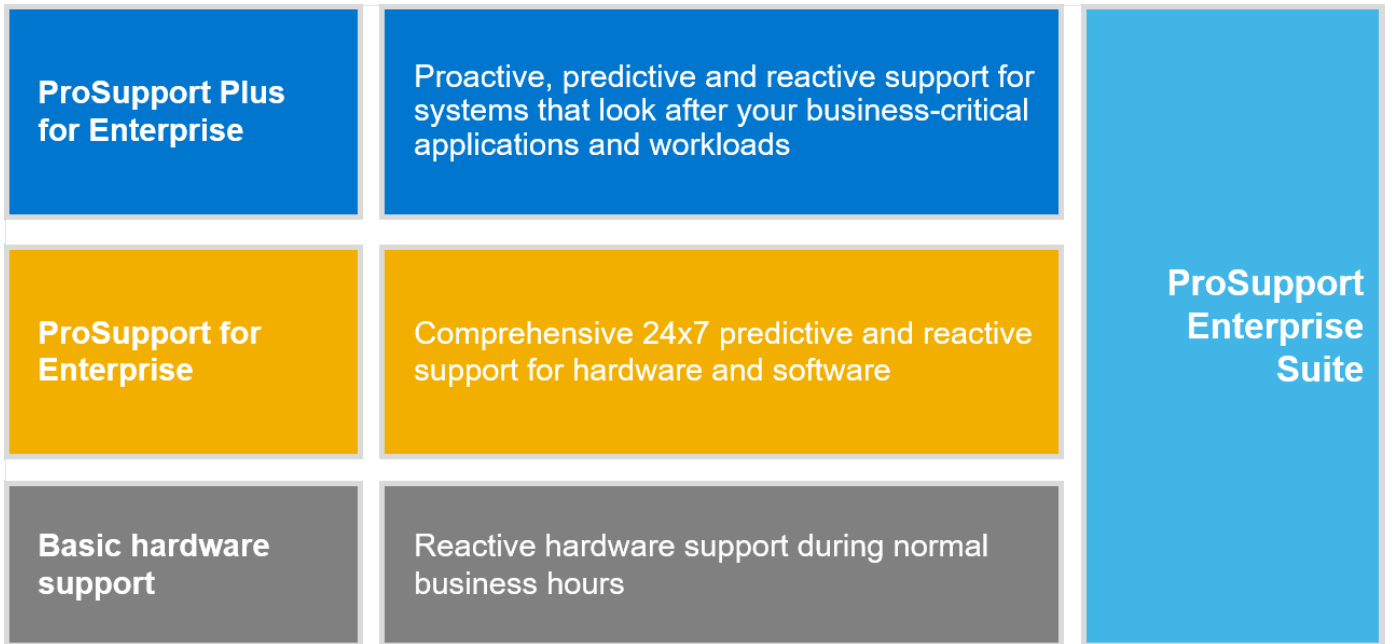 ProSupport Plus
for Enterprise
Proactive, predictive and reactive support for
systems that look after your business-critical
applications and workloads
ProSupport for
Enterprise
Comprehensive 24x7 predictive and reactive
support for hardware and software
Basic hardware
support
Reactive hardware support during normal
business hours
ProSupport
Enterprise
Suite